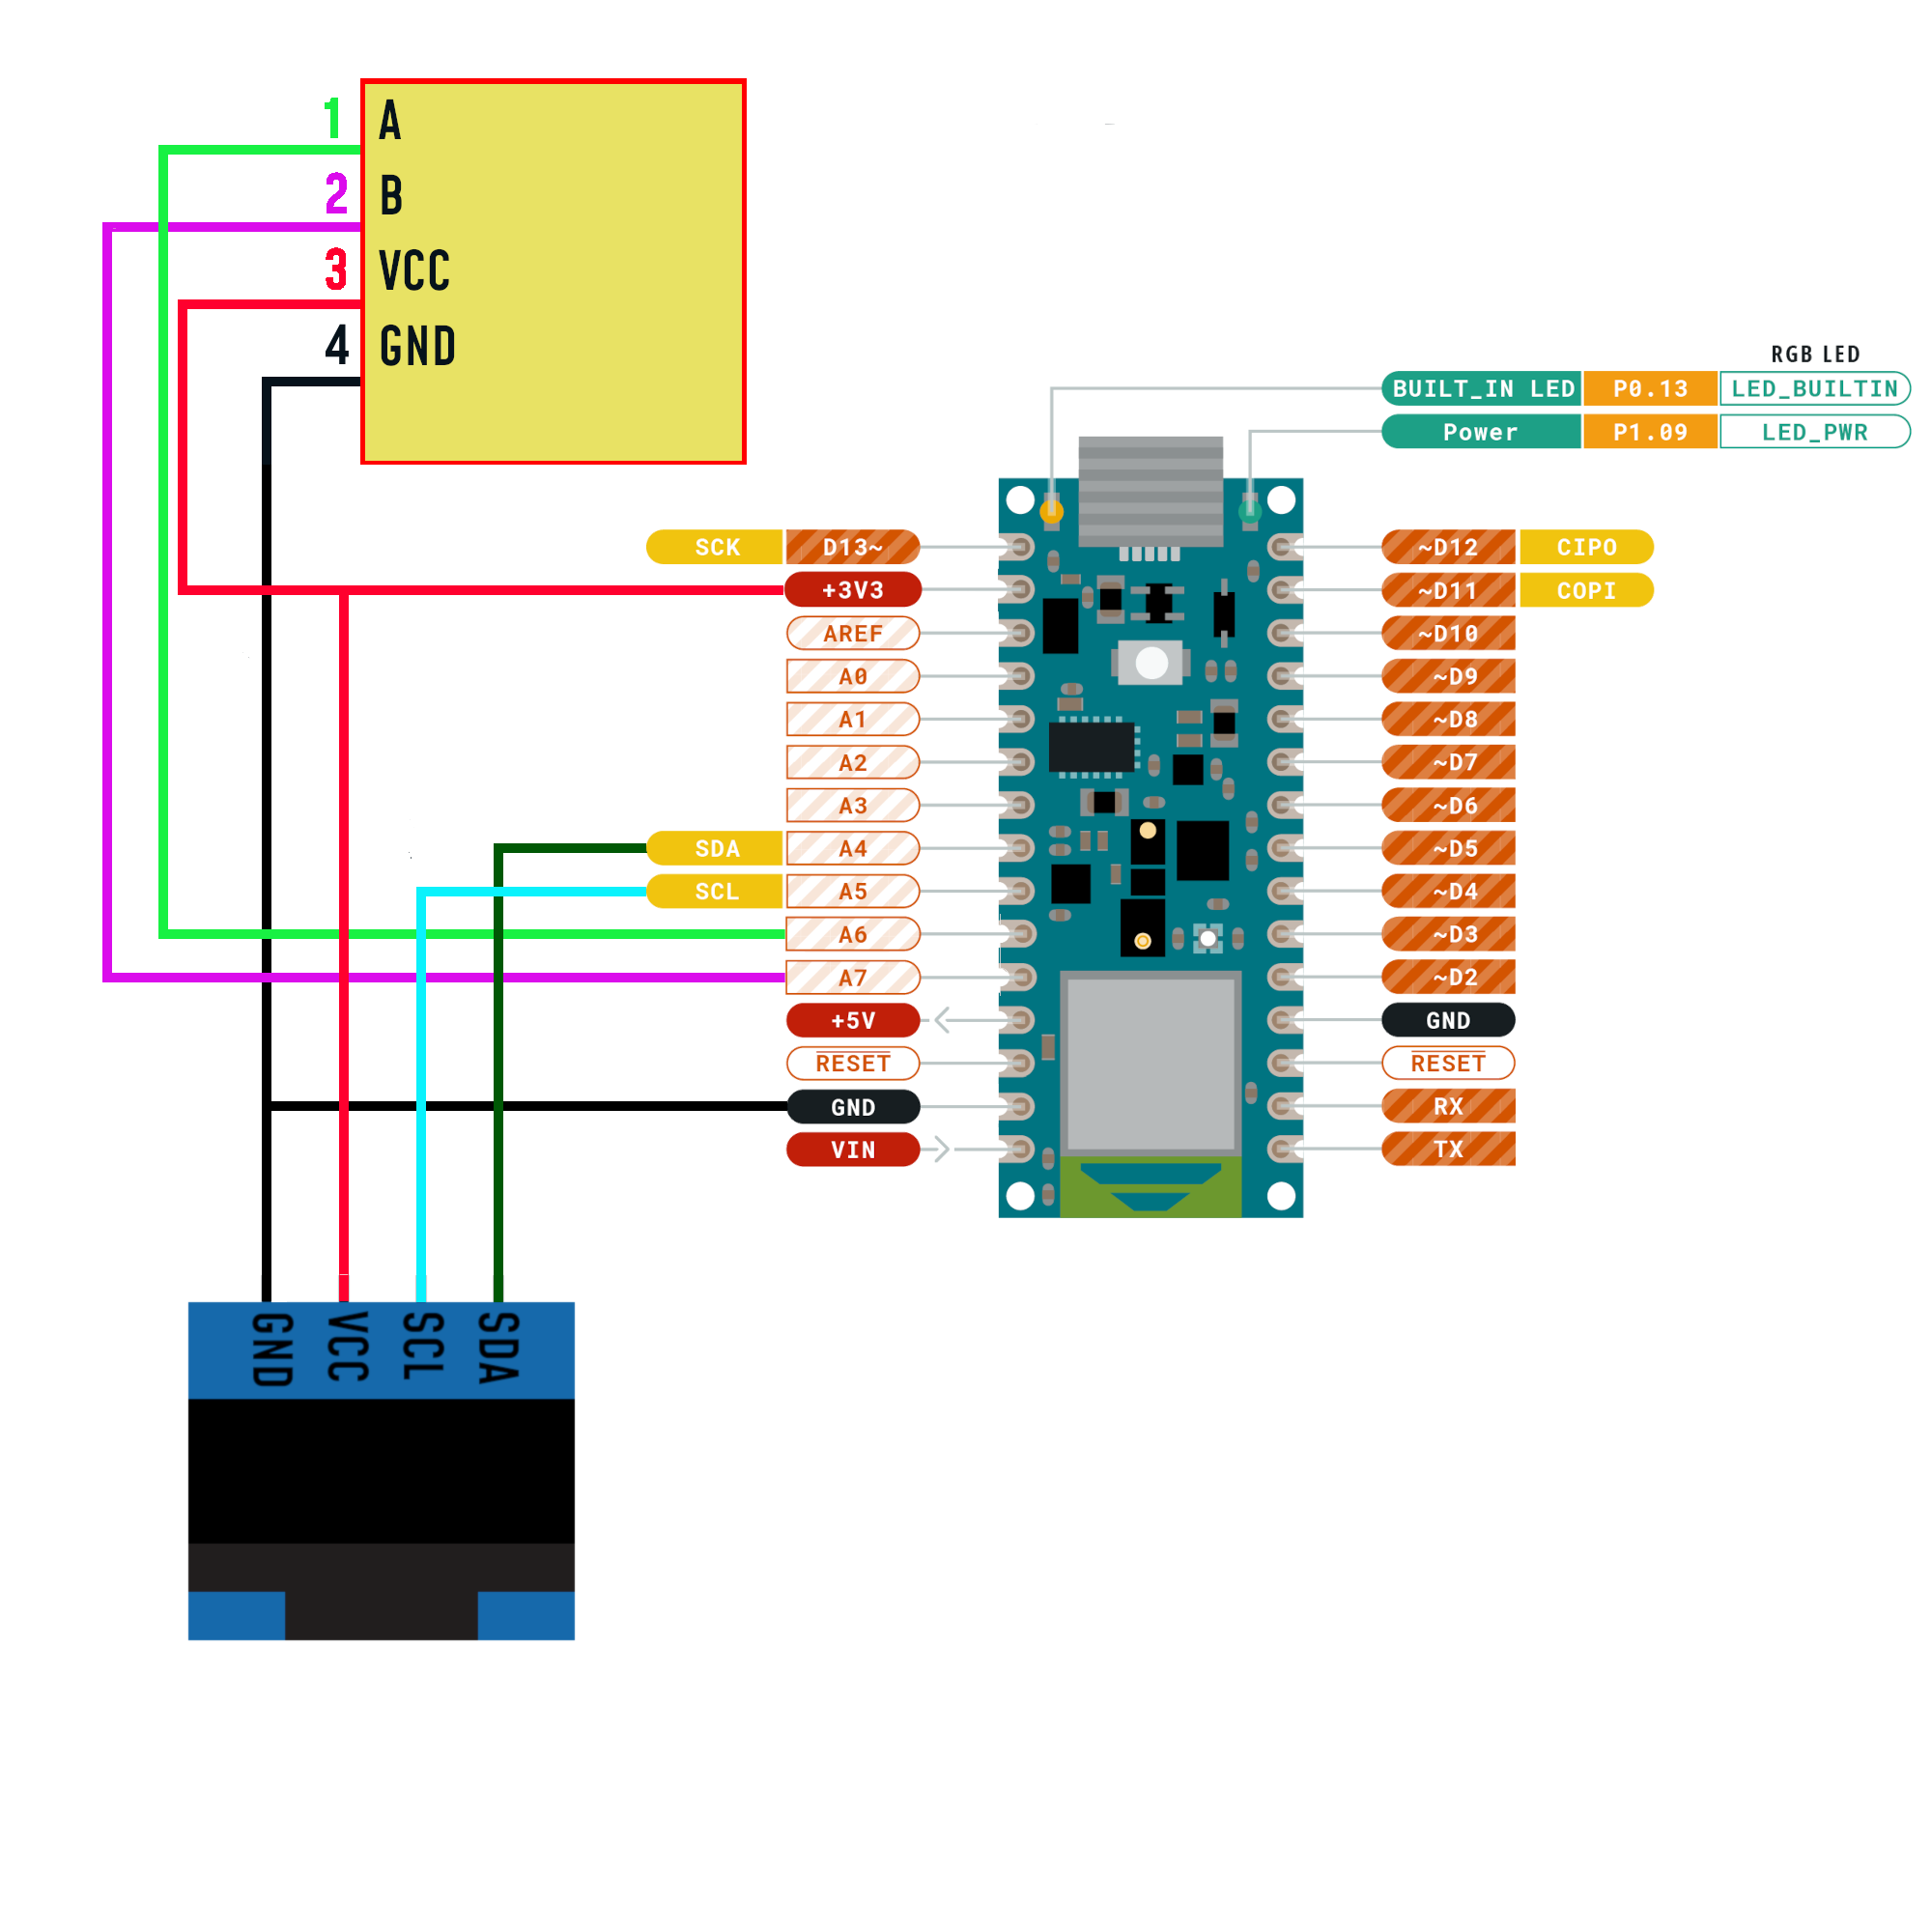 1 A
2 B
3 VCC
4 GND
RGB LED
BUILT_IN LED P0.13 LED_BUILTIN
Power P1.09 LED_PWR
SCK D13~
+3V3
AREF
A0
A1
A2
A3
SDA A4
SCL A5
A6
A7
+5V
RESET
GND
VIN
~D12 CIPO
~D11 COPI
~D10
~D9
~D8
~D7
~D6
~D5
~D4
~D3
~D2
GND
RESET
RX
TX
GND
VCC
SCL
SDA